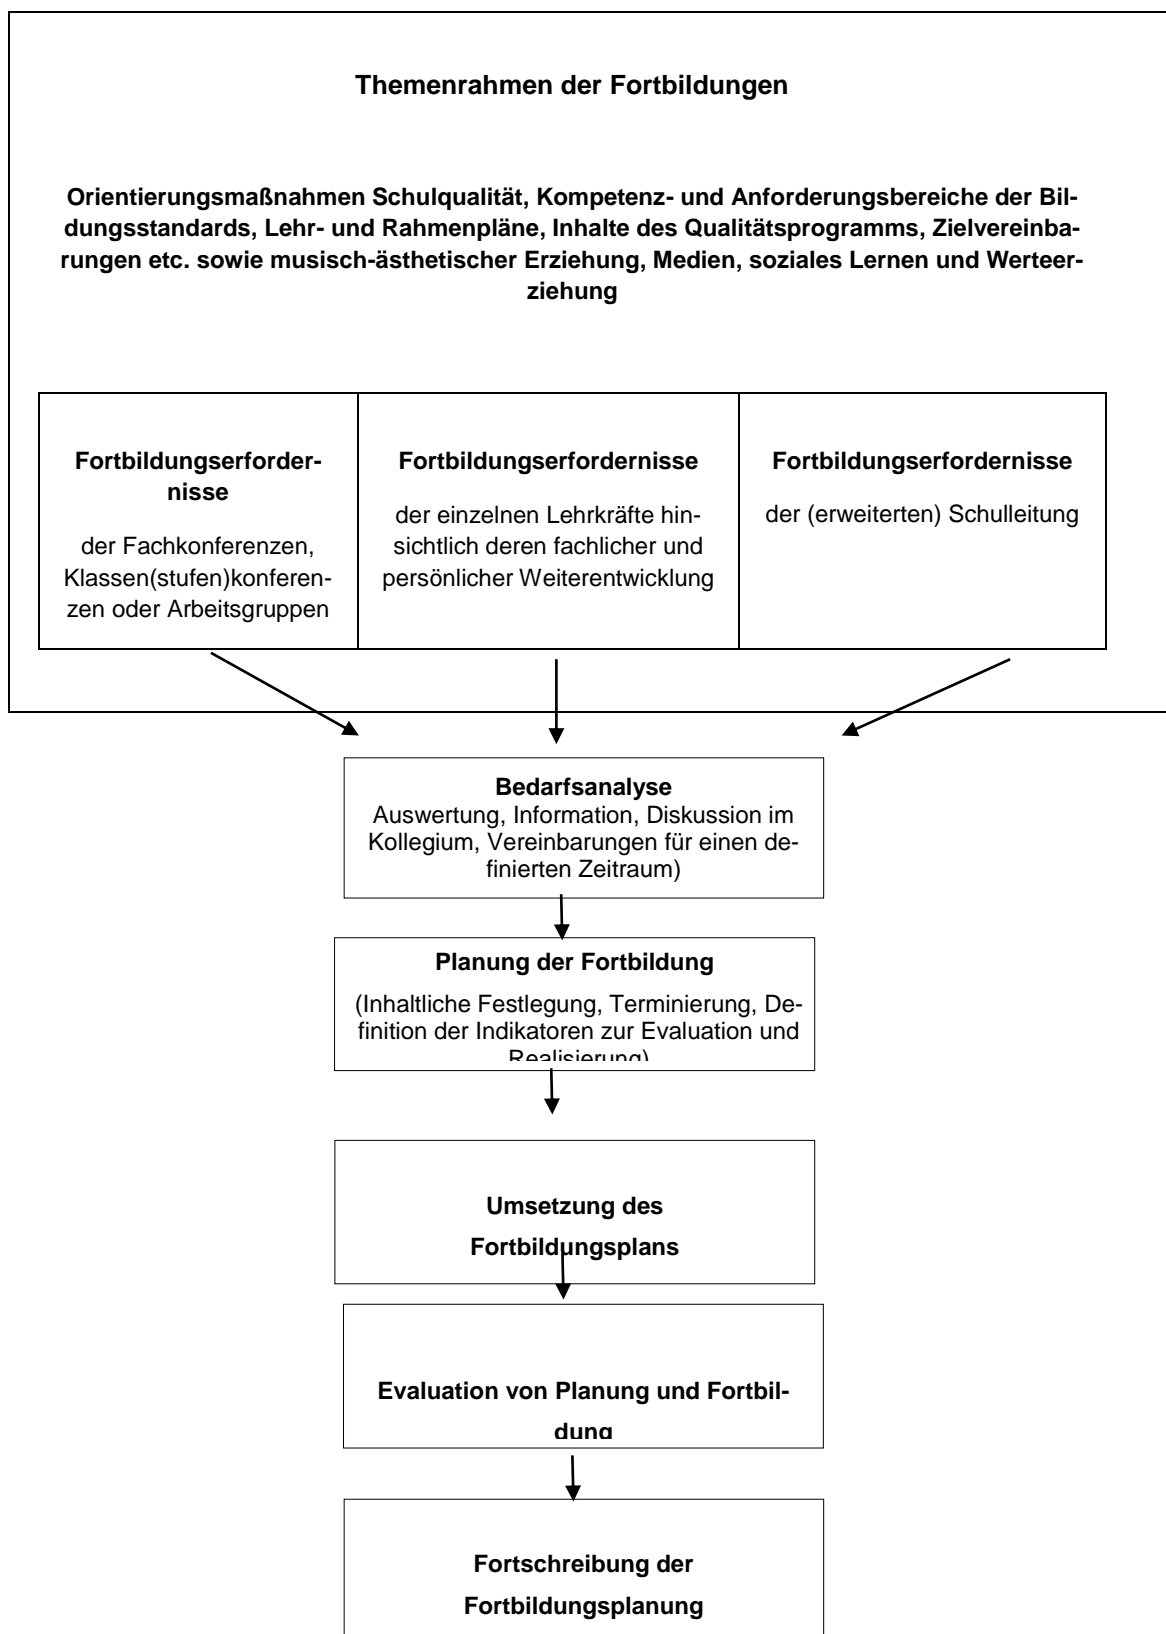 Themenrahmen der Fortbildungen
Orientierungsmaßnahmen Schulqualität, Kompetenz- und Anforderungsbereiche der Bil-
dungsstandards, Lehr- und Rahmenpläne, Inhalte des Qualitätsprogramms, Zielvereinba-
rungen etc. sowie musisch-ästhetischer Erziehung, Medien, soziales Lernen und Werteer-
ziehung
Fortbildungserforder-
nisse
der Fachkonferenzen,
Klassen(stufen)konferen-
zen oder Arbeitsgruppen
Fortbildungserfordernisse
der einzelnen Lehrkräfte hin-
sichtlich deren fachlicher und
persönlicher Weiterentwicklung
Fortbildungserfordernisse
der (erweiterten) Schulleitung
Bedarfsanalyse
Auswertung, Information, Diskussion im
Kollegium, Vereinbarungen für einen de-
finierten Zeitraum)
Planung der Fortbildung
(Inhaltliche Festlegung, Terminierung, De-
finition der Indikatoren zur Evaluation und
Realisierung)
Umsetzung des
Fortbildungsplans
Evaluation von Planung und Fortbil-
dung
Fortschreibung der
Fortbildungsplanung